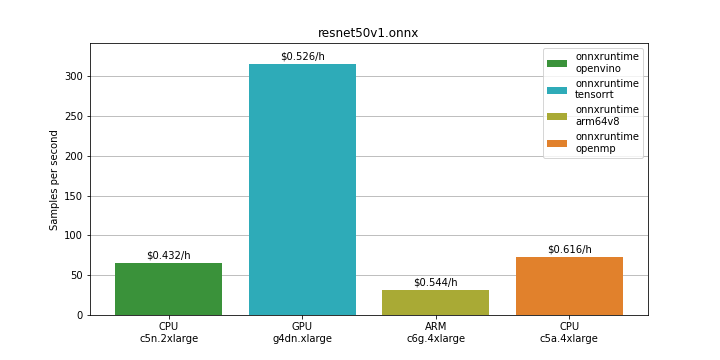 resnet50v1.onnx
Samples per second
300
250
200
150
100
50
0
$0.432/h
$0.526/h
$0.544/h
$0.616/h
onnxruntime
openvino
onnxruntime
tensorrt
onnxruntime
arm64v8
onnxruntime
openmp
CPU
c5n.2xlarge
GPU
g4dn.xlarge
ARM
c6g.4xlarge
CPU
c5a.4xlarge